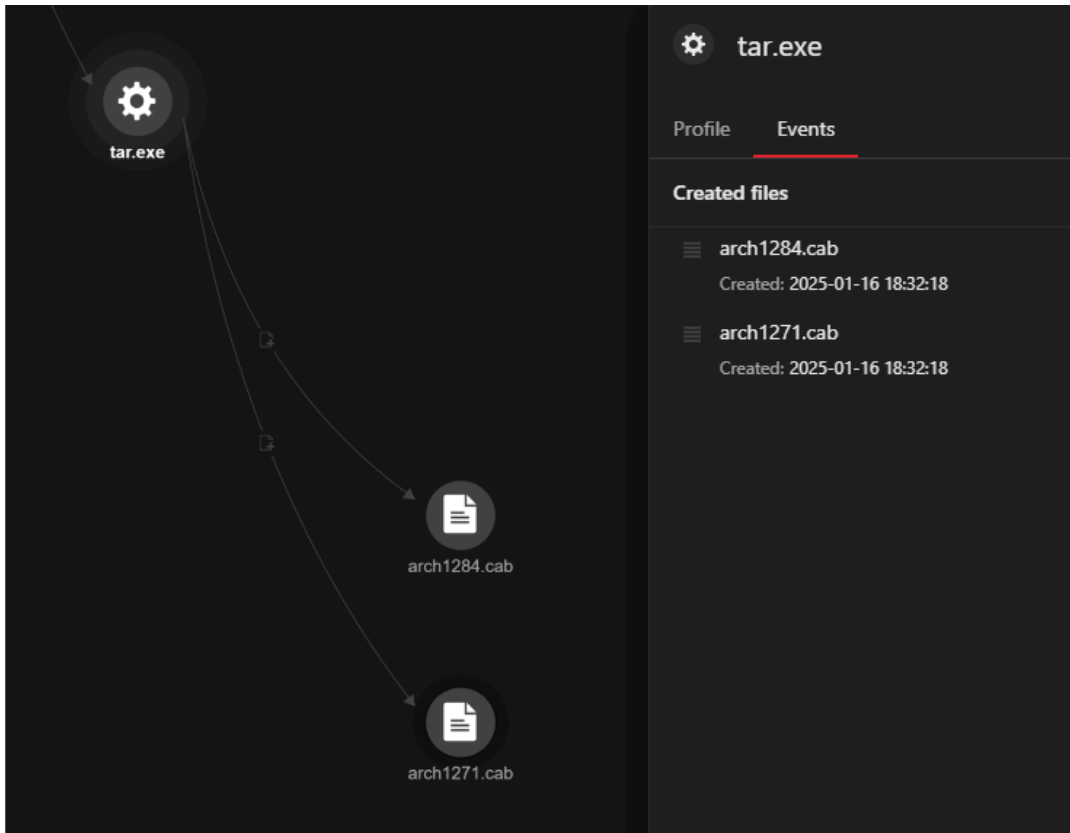 tar.exe
arch1284.cab
arch1271.cab
tar.exe
Profile Events
Created files
arch1284.cab
Created: 2025-01-16 18:32:18
arch1271.cab
Created: 2025-01-16 18:32:18